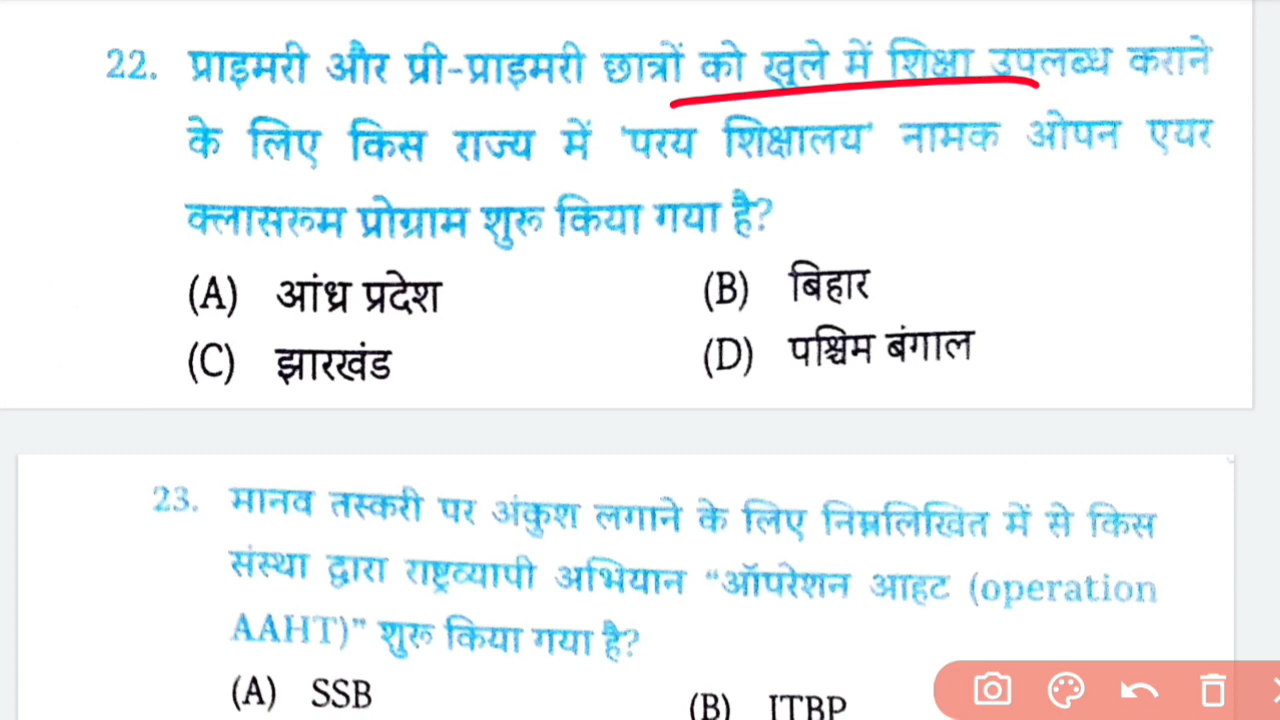 22. प्राइमरी और प्री-प्राइमरी छात्रों को खुले में शिक्षा उपलब्ध कराने
के लिए किस राज्य में 'परय शिक्षालय' नामक ओपन एयर
क्लासरूम प्रोग्राम शुरू किया गया है?
(A) आंध्र प्रदेश (B) बिहार
(C) झारखंड (D) पश्चिम बंगाल
23. मानव तस्करी पर अंकुश लगाने के लिए निम्नलिखित में से किस
संस्था द्वारा राष्ट्रव्यापी अभियान “ऑपरेशन आहट (operation
AAHT)” शुरू किया गया है?
(A) SSB (B) ITBP